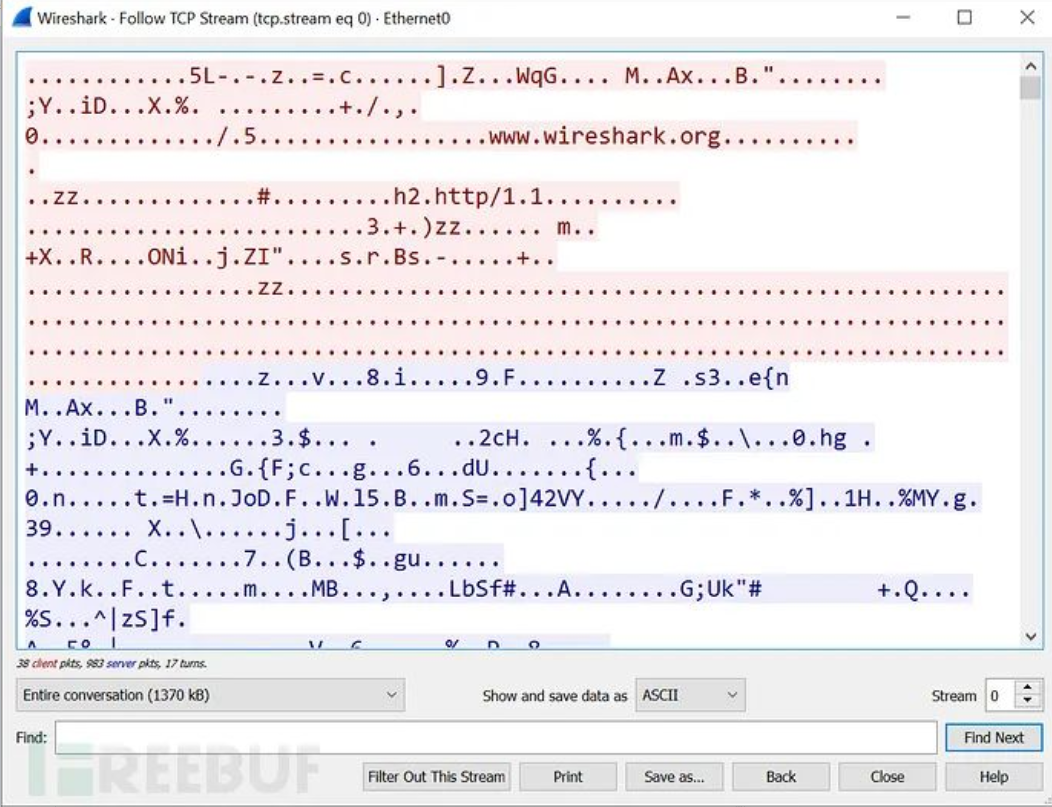 Wireshark - Follow TCP Stream (tcp.stream eq 0) · Ethernet0
............5L-.-.z..=.c......].Z...WqG.... M..Ax...B."........
;Y..iD...X.%. .........+./.,.
0............./.5.................www.wireshark.org..........
.
..zz.............#.........h2.http/1.1..........
.........................3.+.)zz...... m..
+X..R....ONi..j.ZI"....s.r.Bs.-.....+..
.................zz.....................................................
........................................................................
........................................................................
.................z...v...8.i.....9.F..........Z .s3..e{n
M..Ax...B."........
;Y..iD...X.%......3.$... . ..2cH. ...%.{...m.$..\...0.hg .
+..............G.{F;c...g...6...dU.......{...
0.n.....t.=H.n.JoD.F..W.l5.B..m.S=.o]42VY...../....F.*..%]..1H..%MY.g.
39...... X..\......j...[...
........C.......7..(B...$..gu......
8.Y.k..F..t.....m....MB...,....LbSf#...A........G;Uk"# +.Q....
%S...^|zS]f.
38 client pkts, 983 server pkts, 17 turns.
Entire conversation (1370 kB)
Show and save data as
ASCII
Stream
0
Find:
Find Next
FREEBUF
Filter Out This Stream
Print
Save as...
Back
Close
Help